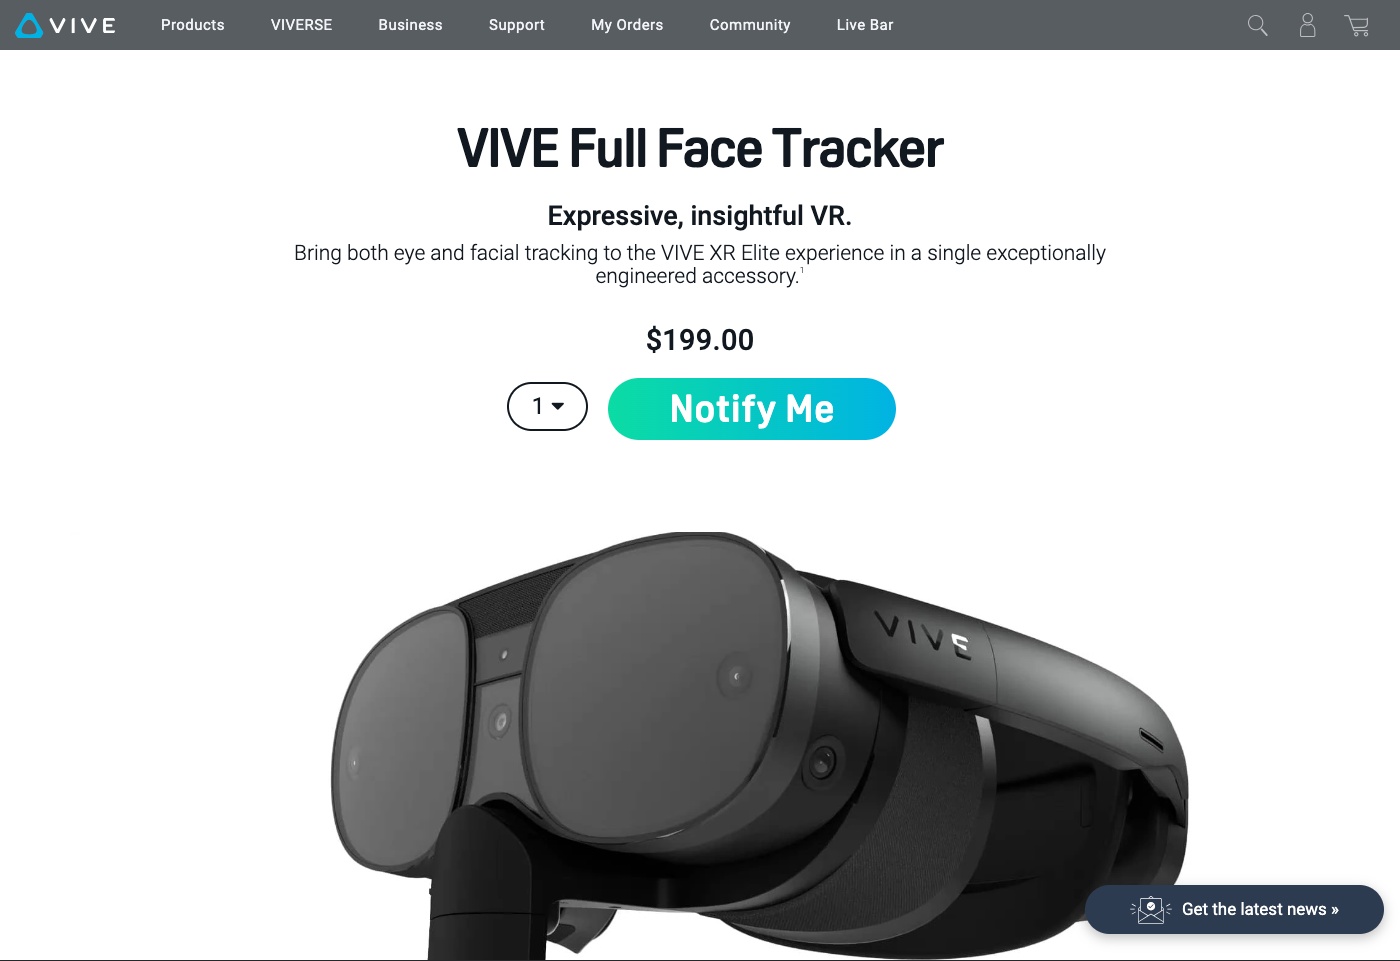 VIVE
Products
VIVERSE
Business
Support
My Orders
Community
Live Bar
VIVE Full Face Tracker
Expressive, insightful VR.
Bring both eye and facial tracking to the VIVE XR Elite experience in a single exceptionally
engineered accessory.¹
$199.00
1
Notify Me
VIVE
Get the latest news »